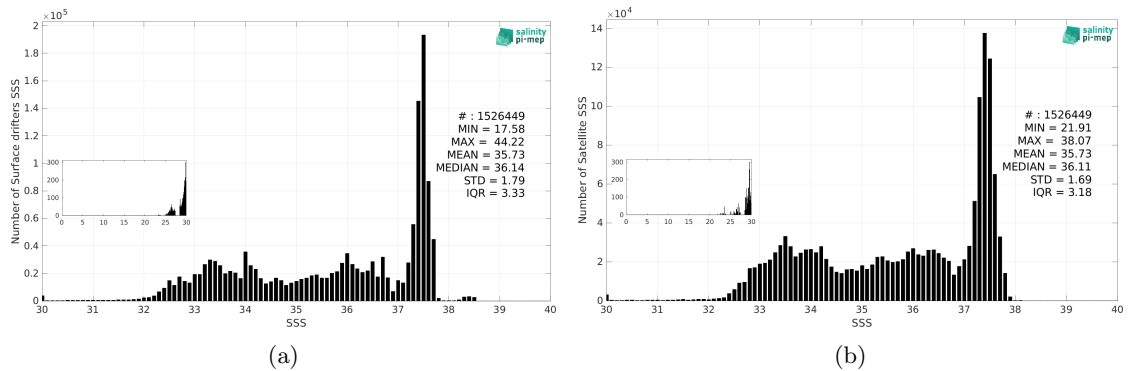 ×10⁵
2
1.8
1.6
1.4
1.2
1
0.8
0.6
0.4
0.2
0
Number of Surface drifters SSS
salinity
pi-mep
# : 1526449
MIN = 17.58
MAX = 44.22
MEAN = 35.73
MEDIAN = 36.14
STD = 1.79
IQR = 3.33
300
200
100
0
0 5 10 15 20 25 30
30 31 32 33 34 35 36 37 38 39 40
SSS
(a)
×10⁴
14
12
10
8
6
4
2
0
Number of Satellite SSS
salinity
pi-mep
# : 1526449
MIN = 21.91
MAX = 38.07
MEAN = 35.73
MEDIAN = 36.11
STD = 1.69
IQR = 3.18
300
200
100
0
0 5 10 15 20 25 30
30 31 32 33 34 35 36 37 38 39 40
SSS
(b)